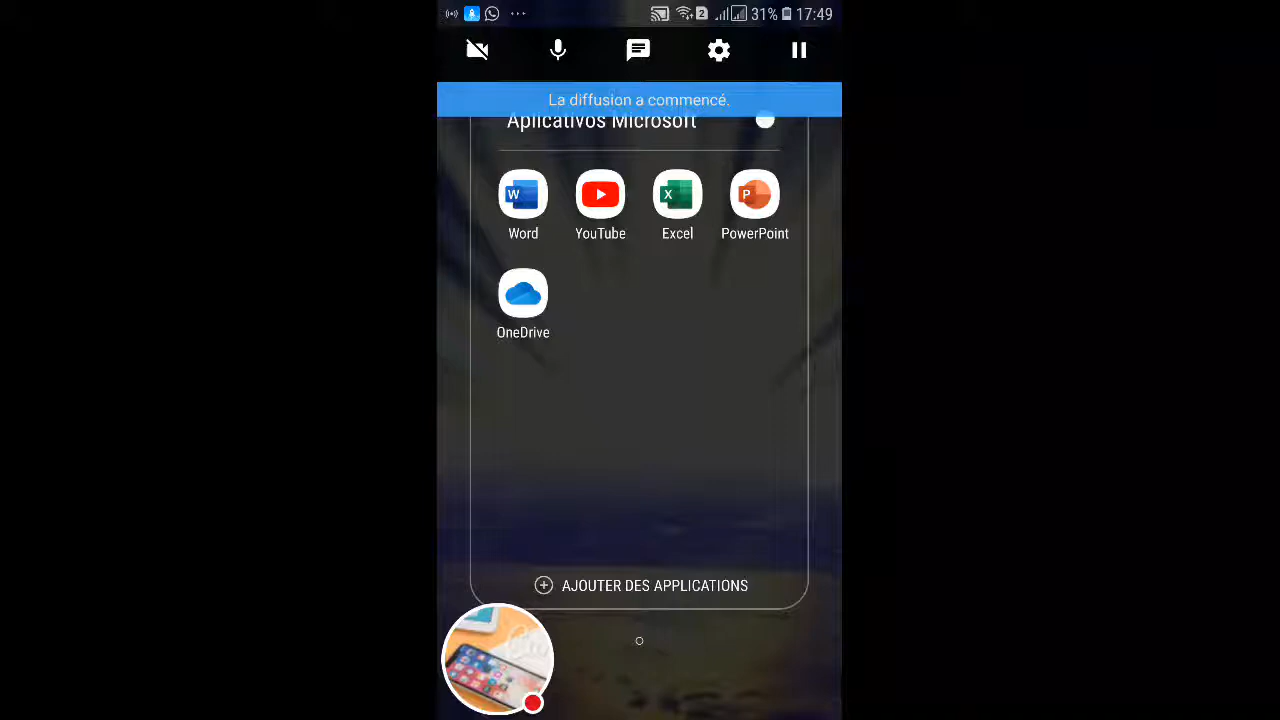 31% 17:49
La diffusion a commencé.
Aplicativos Microsoft
Word YouTube Excel PowerPoint
OneDrive
AJOUTER DES APPLICATIONS